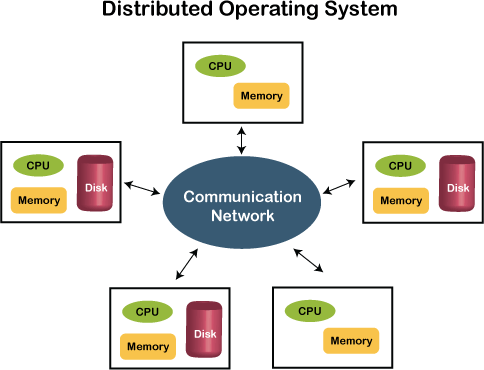 Distributed Operating System
CPU
Memory
CPU
Memory
Disk
Communication
Network
CPU
Memory
Disk
CPU
Memory
Disk
CPU
Memory